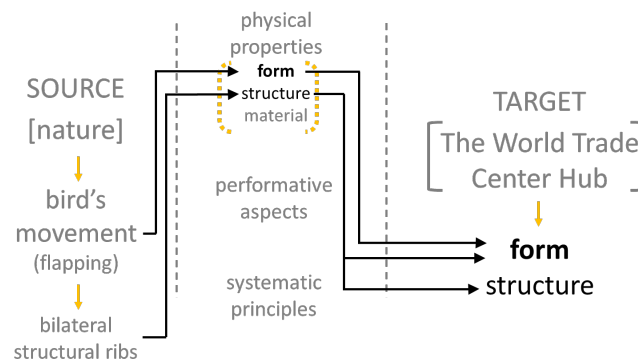 SOURCE
[nature]
bird's
movement
(flapping)
bilateral
structural ribs
physical
properties
form
structure
material
performative
aspects
systematic
principles
TARGET
[The World Trade
Center Hub]
form
structure